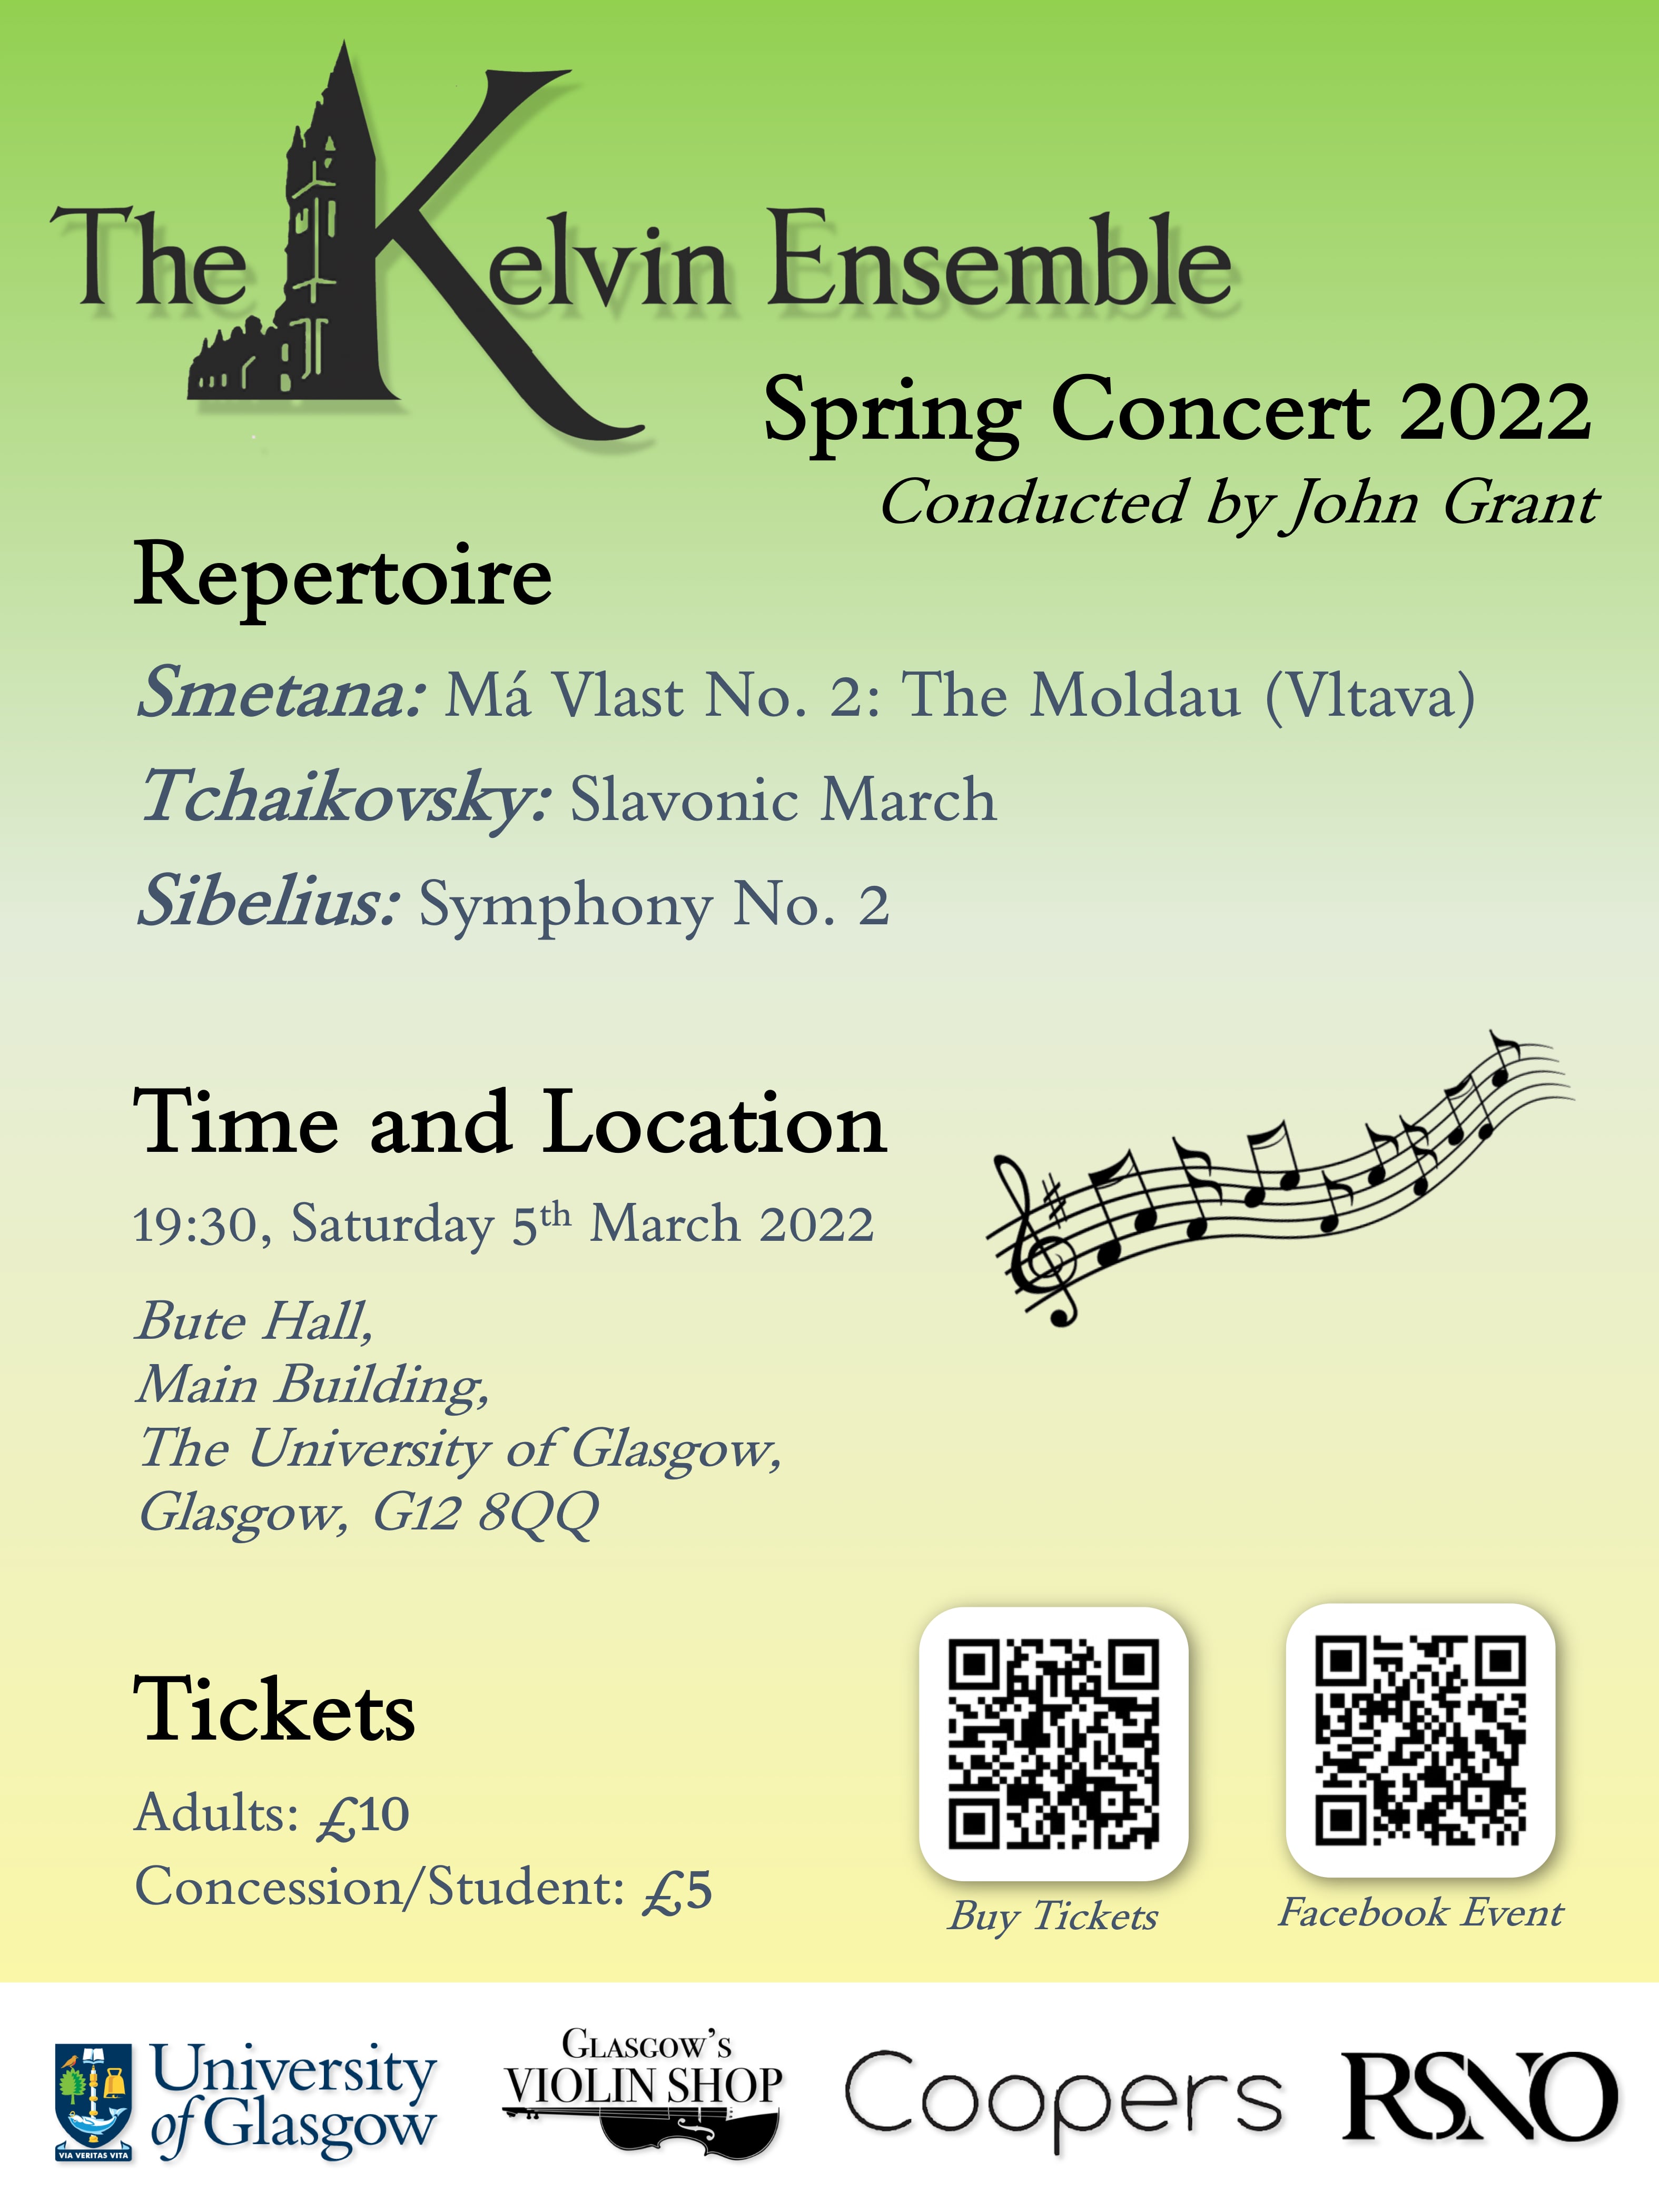 The Kelvin Ensemble
Spring Concert 2022
Conducted by John Grant
Repertoire
Smetana: Má Vlast No. 2: The Moldau (Vltava)
Tchaikovsky: Slavonic March
Sibelius: Symphony No. 2
Time and Location
19:30, Saturday 5th March 2022
Bute Hall,
Main Building,
The University of Glasgow,
Glasgow, G12 8QQ
Tickets
Adults: £10
Concession/Student: £5
Buy Tickets
Facebook Event
University
of Glasgow
VIA VERITAS VITA
GLASGOW'S
VIOLIN SHOP
Coopers
RSNO